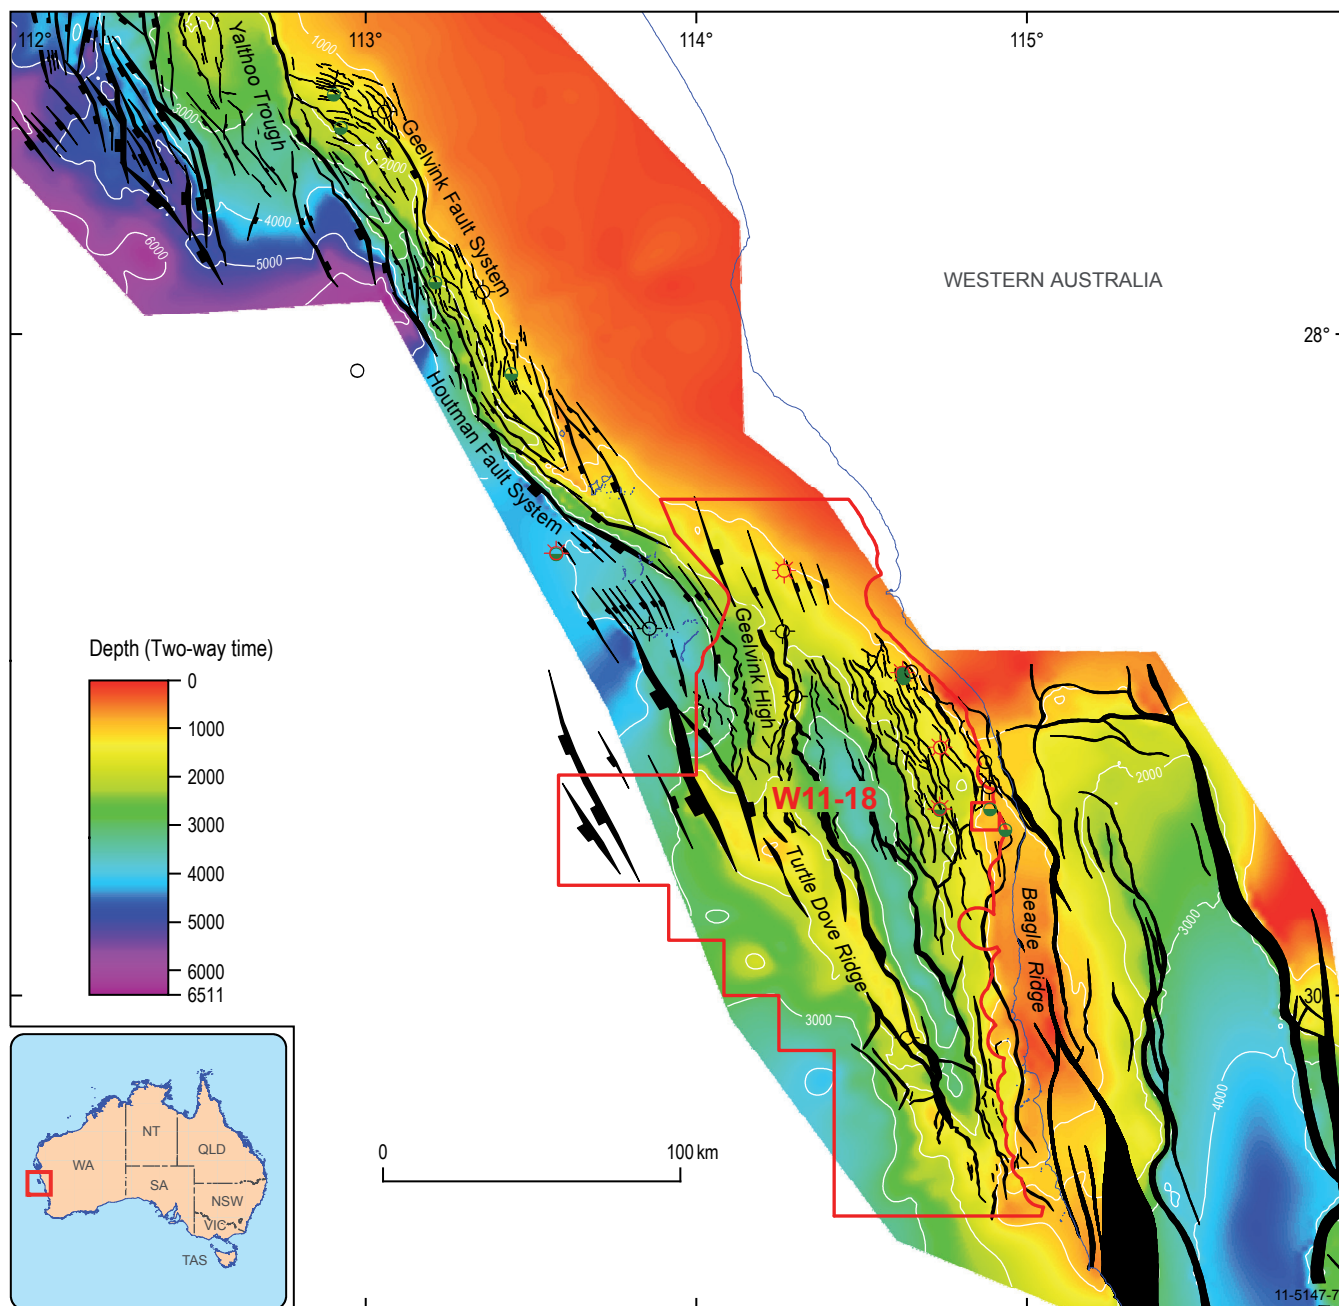 112°
113°
114°
115°
1000
Yalthoo Trough
3000
2000
Geelvink Fault System
4000
6000
5000
WESTERN AUSTRALIA
28°
Houtman Fault System
Geelvink High
Depth (Two-way time)
0
1000
2000
3000
4000
5000
6000
6511
W11-18
2000
Turtle Dove Ridge
Beagle Ridge
3000
30
3000
4000
0
100 km
WA
NT
QLD
SA
NSW
VIC
TAS
11-5147-7